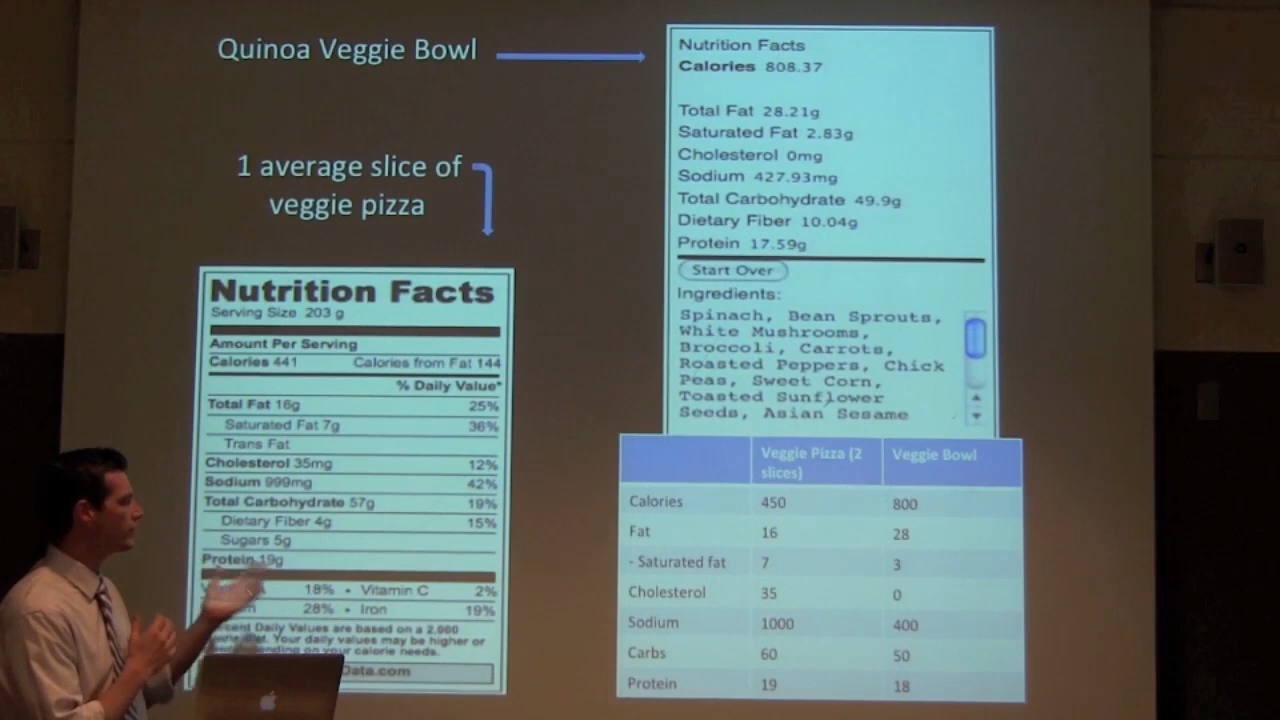 Quinoa Veggie Bowl
1 average slice of
veggie pizza
Nutrition Facts
Calories 808.37
Total Fat 28.21g
Saturated Fat 2.83g
Cholesterol 0mg
Sodium 427.93mg
Total Carbohydrate 49.9g
Dietary Fiber 10.04g
Protein 17.59g
Start Over
Ingredients:
Spinach, Bean Sprouts,
White Mushrooms,
Broccoli, Carrots,
Roasted Peppers, Chick
Peas, Sweet Corn,
Toasted Sunflower
Seeds, Asian Sesame
Nutrition Facts
Serving Size 203 g
Amount Per Serving
Calories 441 Calories from Fat 144
% Daily Value*
Total Fat 16g 25%
Saturated Fat 7g 36%
Trans Fat
Cholesterol 35mg 12%
Sodium 999mg 42%
Total Carbohydrate 57g 19%
Dietary Fiber 4g 15%
Sugars 5g
Protein 19g
18% • Vitamin C 2%
28% • Iron 19%
Daily Values are based on a 2,000
Your daily values may be higher or
on your calorie needs.
Data.com
Veggie Pizza (2 slices) Veggie Bowl
Calories 450 800
Fat 16 28
- Saturated fat 7 3
Cholesterol 35 0
Sodium 1000 400
Carbs 60 50
Protein 19 18